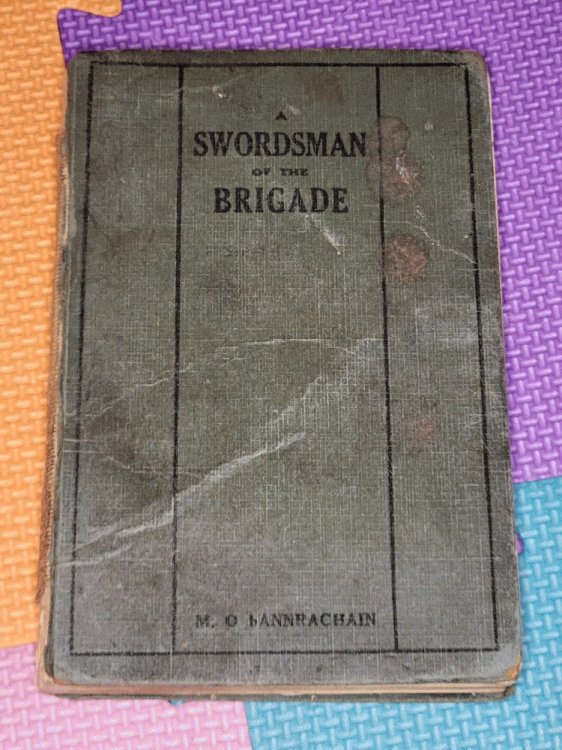 A
SWORDSMAN
OF THE
BRIGADE
M. O hANNRACHAIN